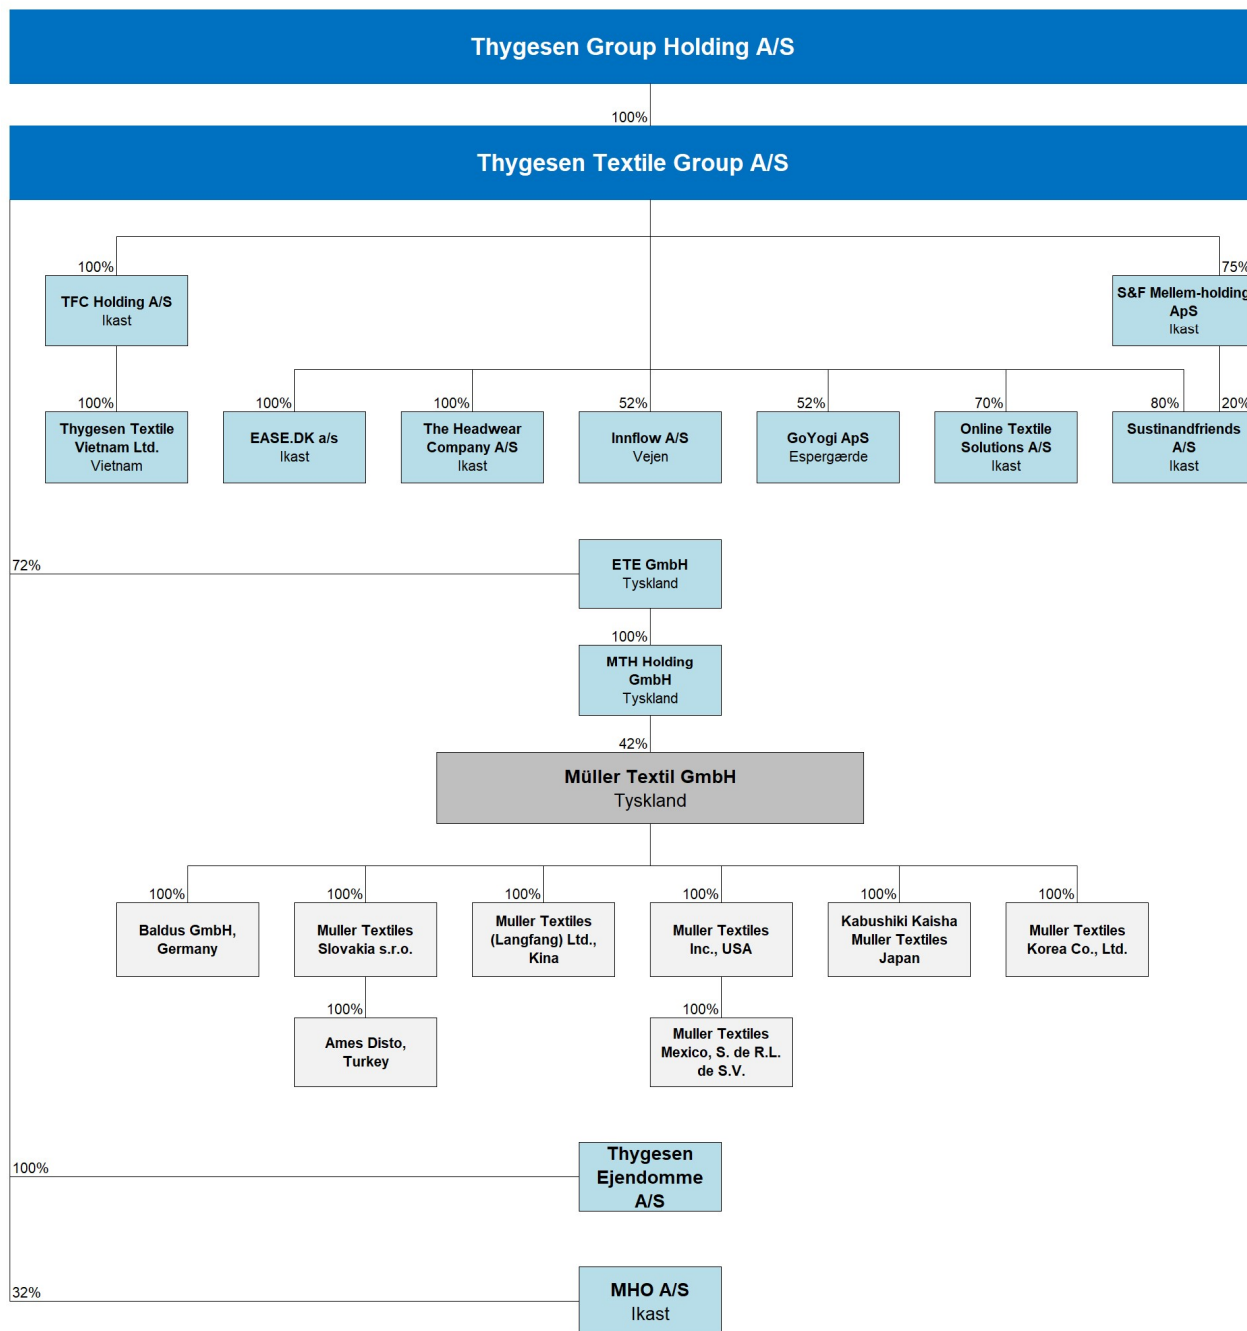 Thygesen Group Holding A/S
100%
Thygesen Textile Group A/S
100%
75%
TFC Holding A/S
Ikast
S&F Mellem-holding
ApS
Ikast
100%
100%
100%
52%
52%
70%
80%
20%
Thygesen Textile
Vietnam Ltd.
Vietnam
EASE.DK a/s
Ikast
The Headwear
Company A/S
Ikast
Innflow A/S
Vejen
GoYogi ApS
Espergærde
Online Textile
Solutions A/S
Ikast
Sustinandfriends
A/S
Ikast
72%
ETE GmbH
Tyskland
100%
MTH Holding
GmbH
Tyskland
42%
Müller Textil GmbH
Tyskland
100%
100%
100%
100%
100%
100%
Baldus GmbH,
Germany
Muller Textiles
Slovakia s.r.o.
Muller Textiles
(Langfang) Ltd.,
Kina
Muller Textiles
Inc., USA
Kabushiki Kaisha
Muller Textiles
Japan
Muller Textiles
Korea Co., Ltd.
100%
100%
Ames Disto,
Turkey
Muller Textiles
Mexico, S. de R.L.
de S.V.
100%
Thygesen
Ejendomme
A/S
32%
MHO A/S
Ikast